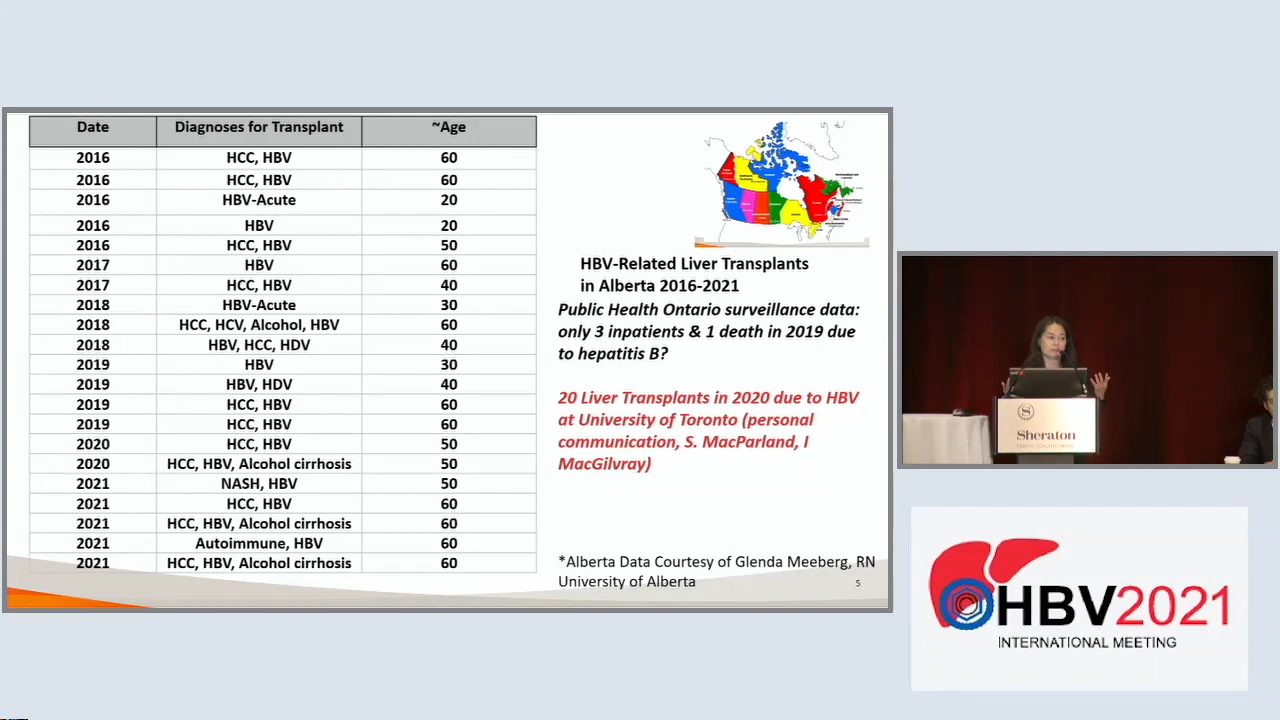 Date Diagnoses for Transplant ~Age
2016 HCC, HBV 60
2016 HCC, HBV 60
2016 HBV-Acute 20
2016 HBV 20
2016 HCC, HBV 50
2017 HBV 60
2017 HCC, HBV 40
2018 HBV-Acute 30
2018 HCC, HCV, Alcohol, HBV 60
2018 HBV, HCC, HDV 40
2019 HBV 30
2019 HBV, HDV 40
2019 HCC, HBV 60
2019 HCC, HBV 60
2020 HCC, HBV 50
2020 HCC, HBV, Alcohol cirrhosis 50
2021 NASH, HBV 50
2021 HCC, HBV 60
2021 HCC, HBV, Alcohol cirrhosis 60
2021 Autoimmune, HBV 60
2021 HCC, HBV, Alcohol cirrhosis 60
HBV-Related Liver Transplants
in Alberta 2016-2021
Public Health Ontario surveillance data:
only 3 inpatients & 1 death in 2019 due
to hepatitis B?
20 Liver Transplants in 2020 due to HBV
at University of Toronto (personal
communication, S. MacParland, I
MacGilvray)
*Alberta Data Courtesy of Glenda Meeberg, RN
University of Alberta
5
S
Sheraton
HBV2021
INTERNATIONAL MEETING